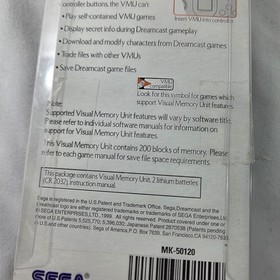 controller buttons, the VMU can:
• Play self-contained VMU games
• Display secret info during Dreamcast gameplay
• Download and modify characters from Dreamcast games
• Trade files with other VMUs
• Save Dreamcast game files
Insert VMU into controller
VMU
Compatible
Look for this symbol for games which
support Visual Memory Unit features.
Note:
Supported Visual Memory Unit features will vary by software title.
Please refer to individual software manuals for information on
support for Visual Memory Unit features.
This Visual Memory Unit contains 200 blocks of memory. Please
refer to each game manual for save file space requirements.
This package contains Visual Memory Unit, 2 lithium batteries
(CR 2032), instruction manual.
Sega is registered in the U.S. Patent and Trademark Office. Sega, Dreamcast and the
Dreamcast logo are either registered trademarks or trademarks of SEGA ENTERPRISES,
LTD. SEGA ENTERPRISES, LTD., 1999. All rights reserved.
Sega of America, P.O. Box 7639, San Francisco, CA 94120-7639
MK-50120
SEGA